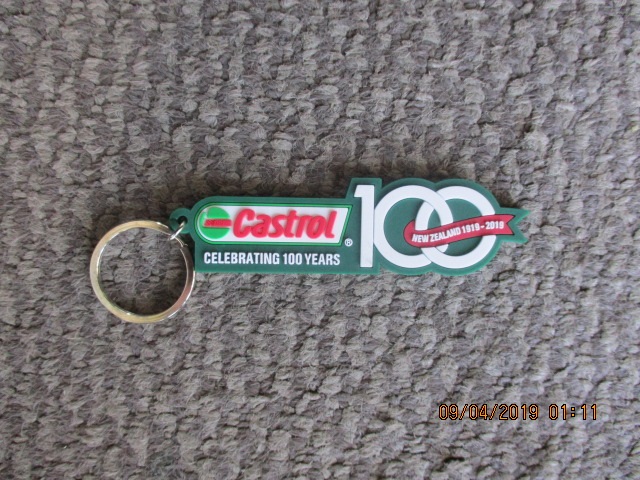 Castrol®
CELEBRATING 100 YEARS
100
NEW ZEALAND 1919-2019
09/04/2019 01:11